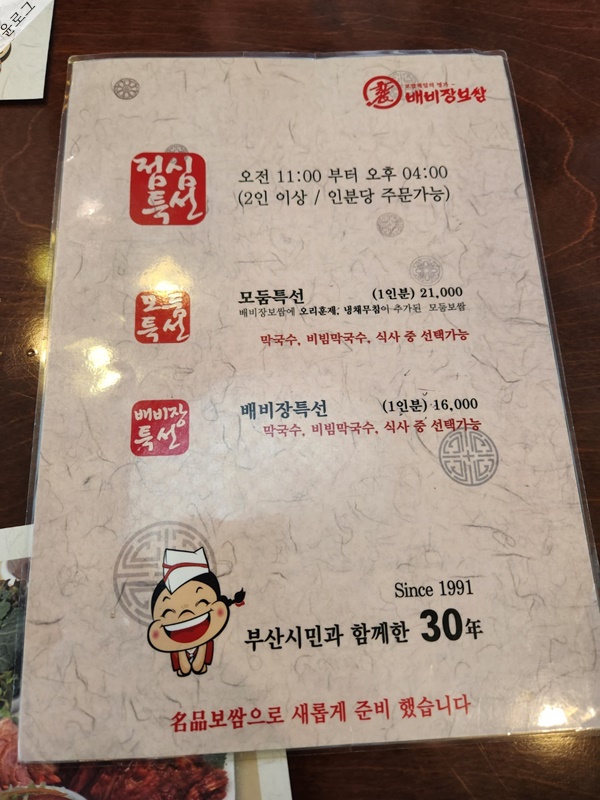 윤로그
배비장보쌈
점심
특선
오전 11:00 부터 오후 04:00
(2인 이상 / 인분당 주문가능)
모둠
특선
모둠특선 (1인분) 21,000
배비장보쌈에 오리훈제, 냉채무침이 추가된 모둠보쌈
막국수, 비빔막국수, 식사 중 선택가능
배비장
특선
배비장특선 (1인분) 16,000
막국수, 비빔막국수, 식사 중 선택가능
Since 1991
부산시민과 함께한 30年
名品보쌈으로 새롭게 준비 했습니다